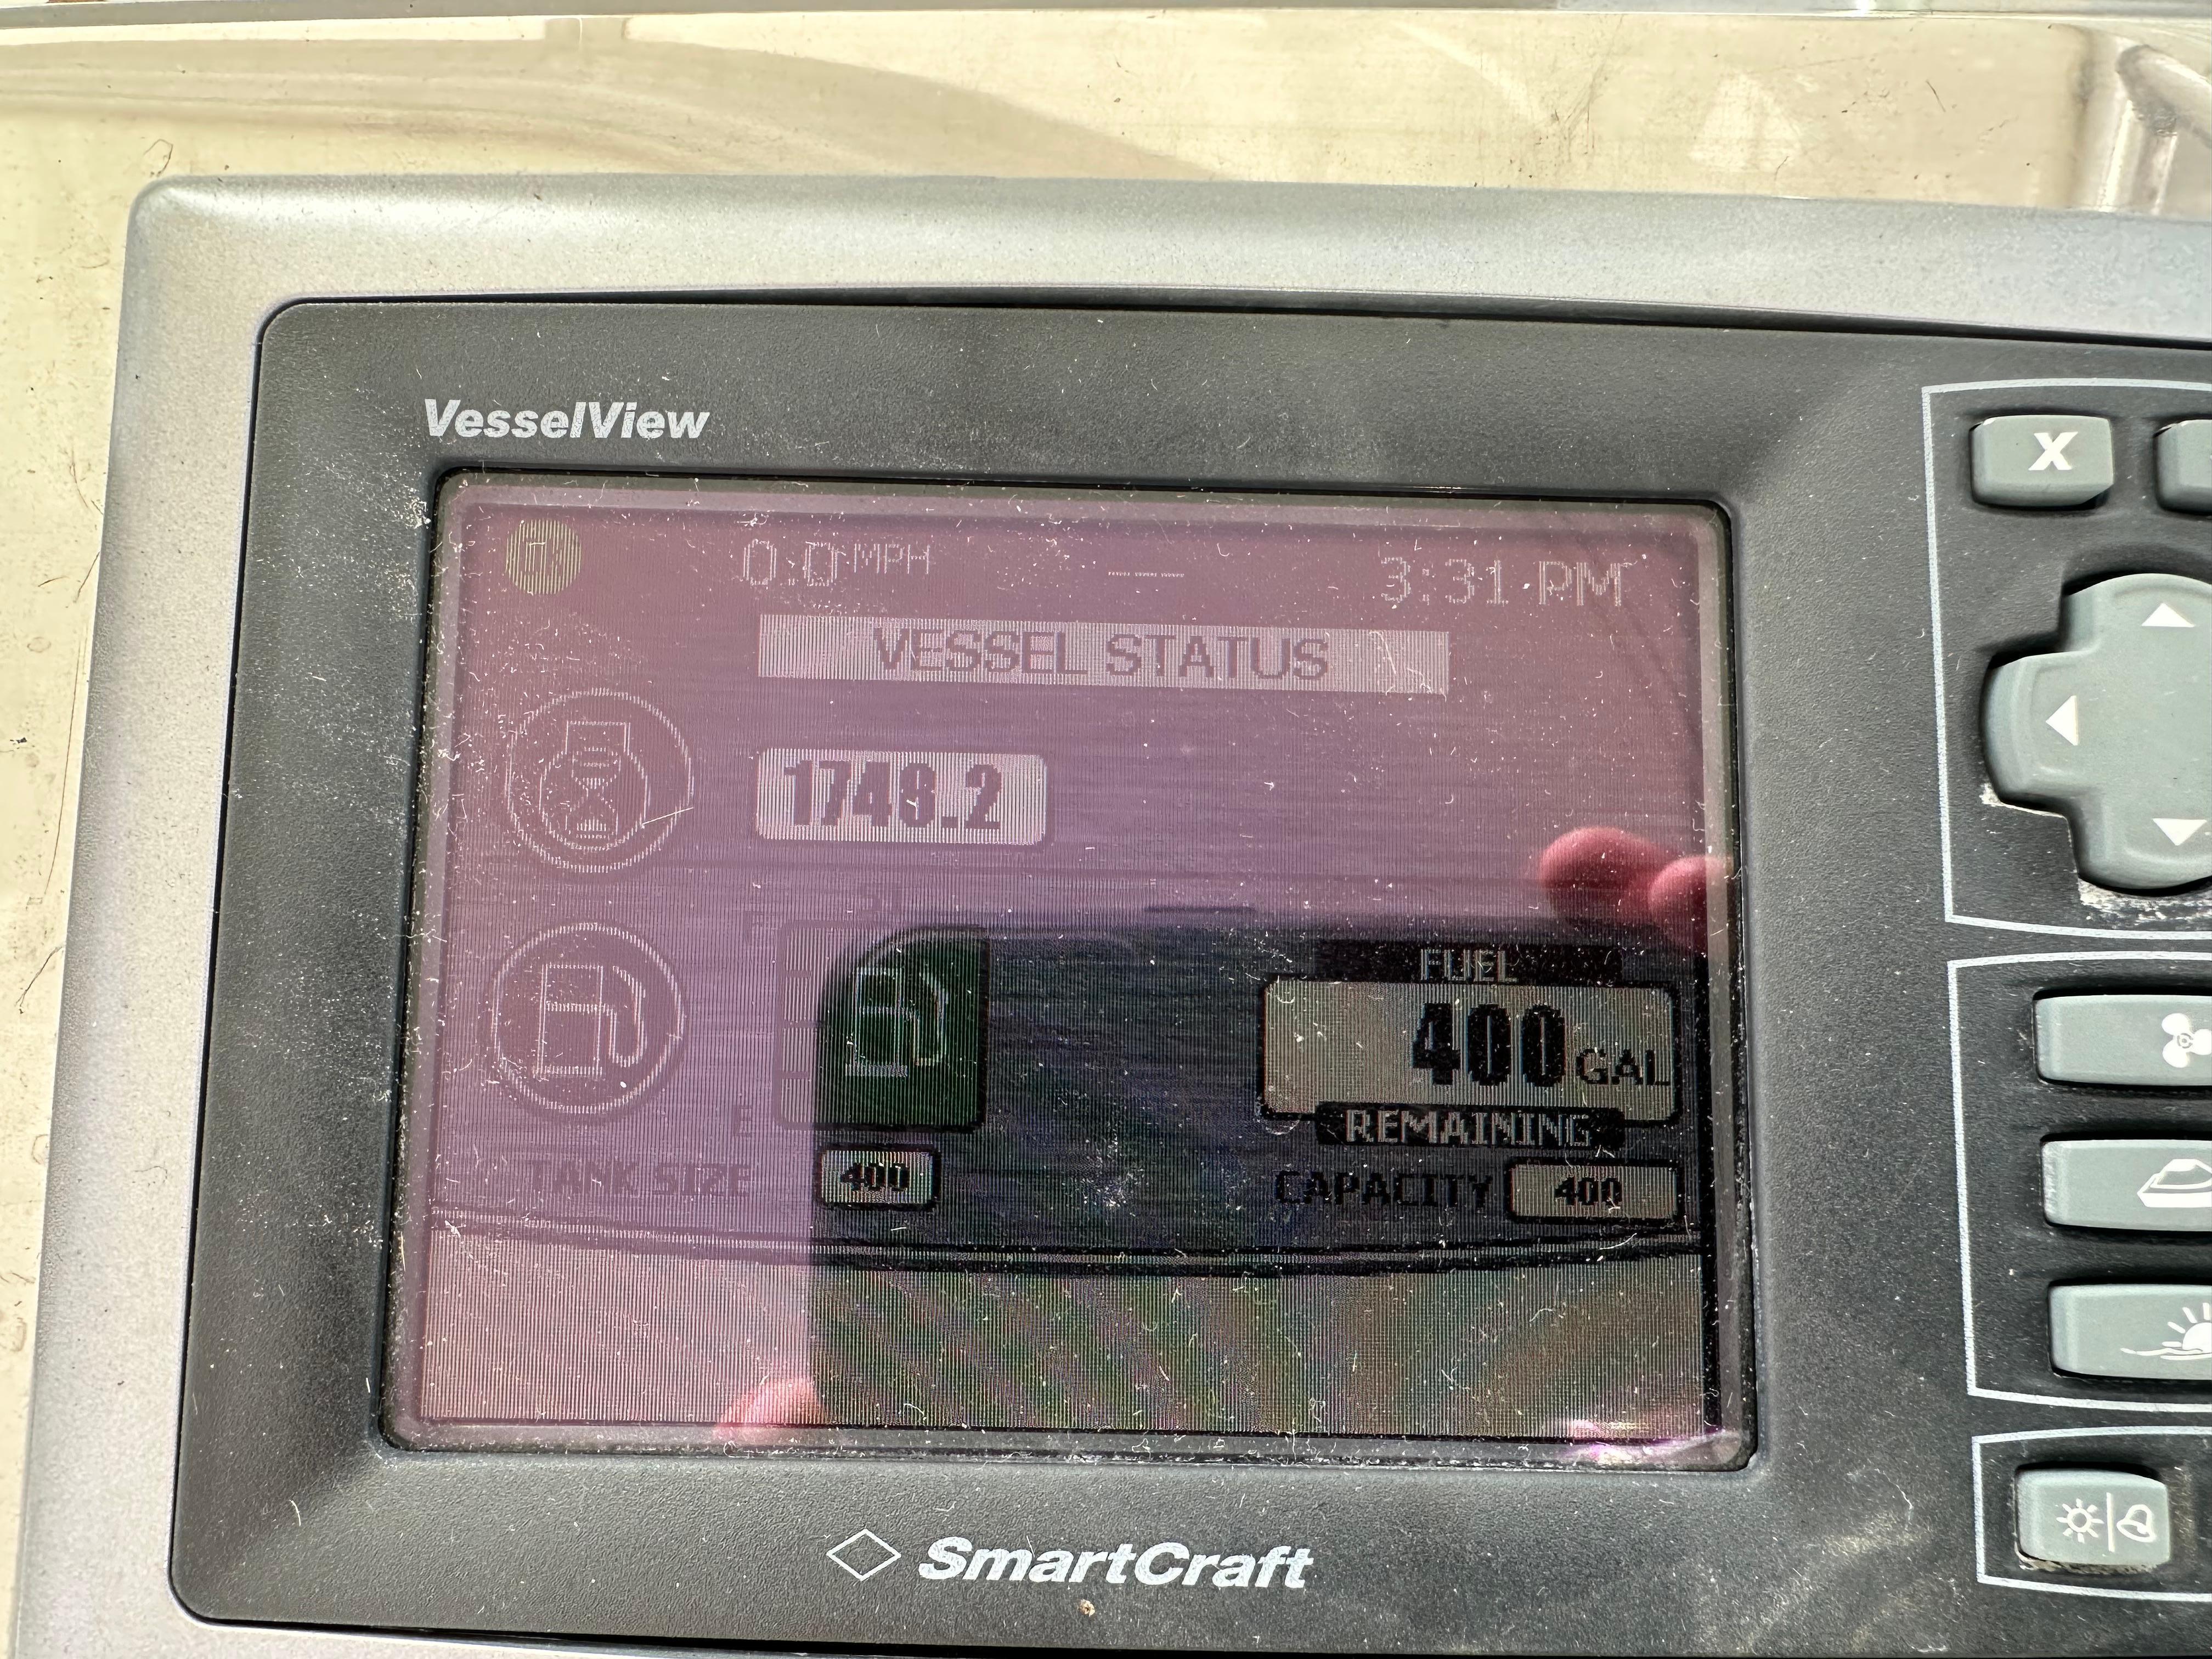 VesselView
X
0.0 MPH
3:31 PM
VESSEL STATUS
1749.2
F
E
FUEL
400 GAL
REMAINING
TANK SIZE 400
CAPACITY 400
SmartCraft